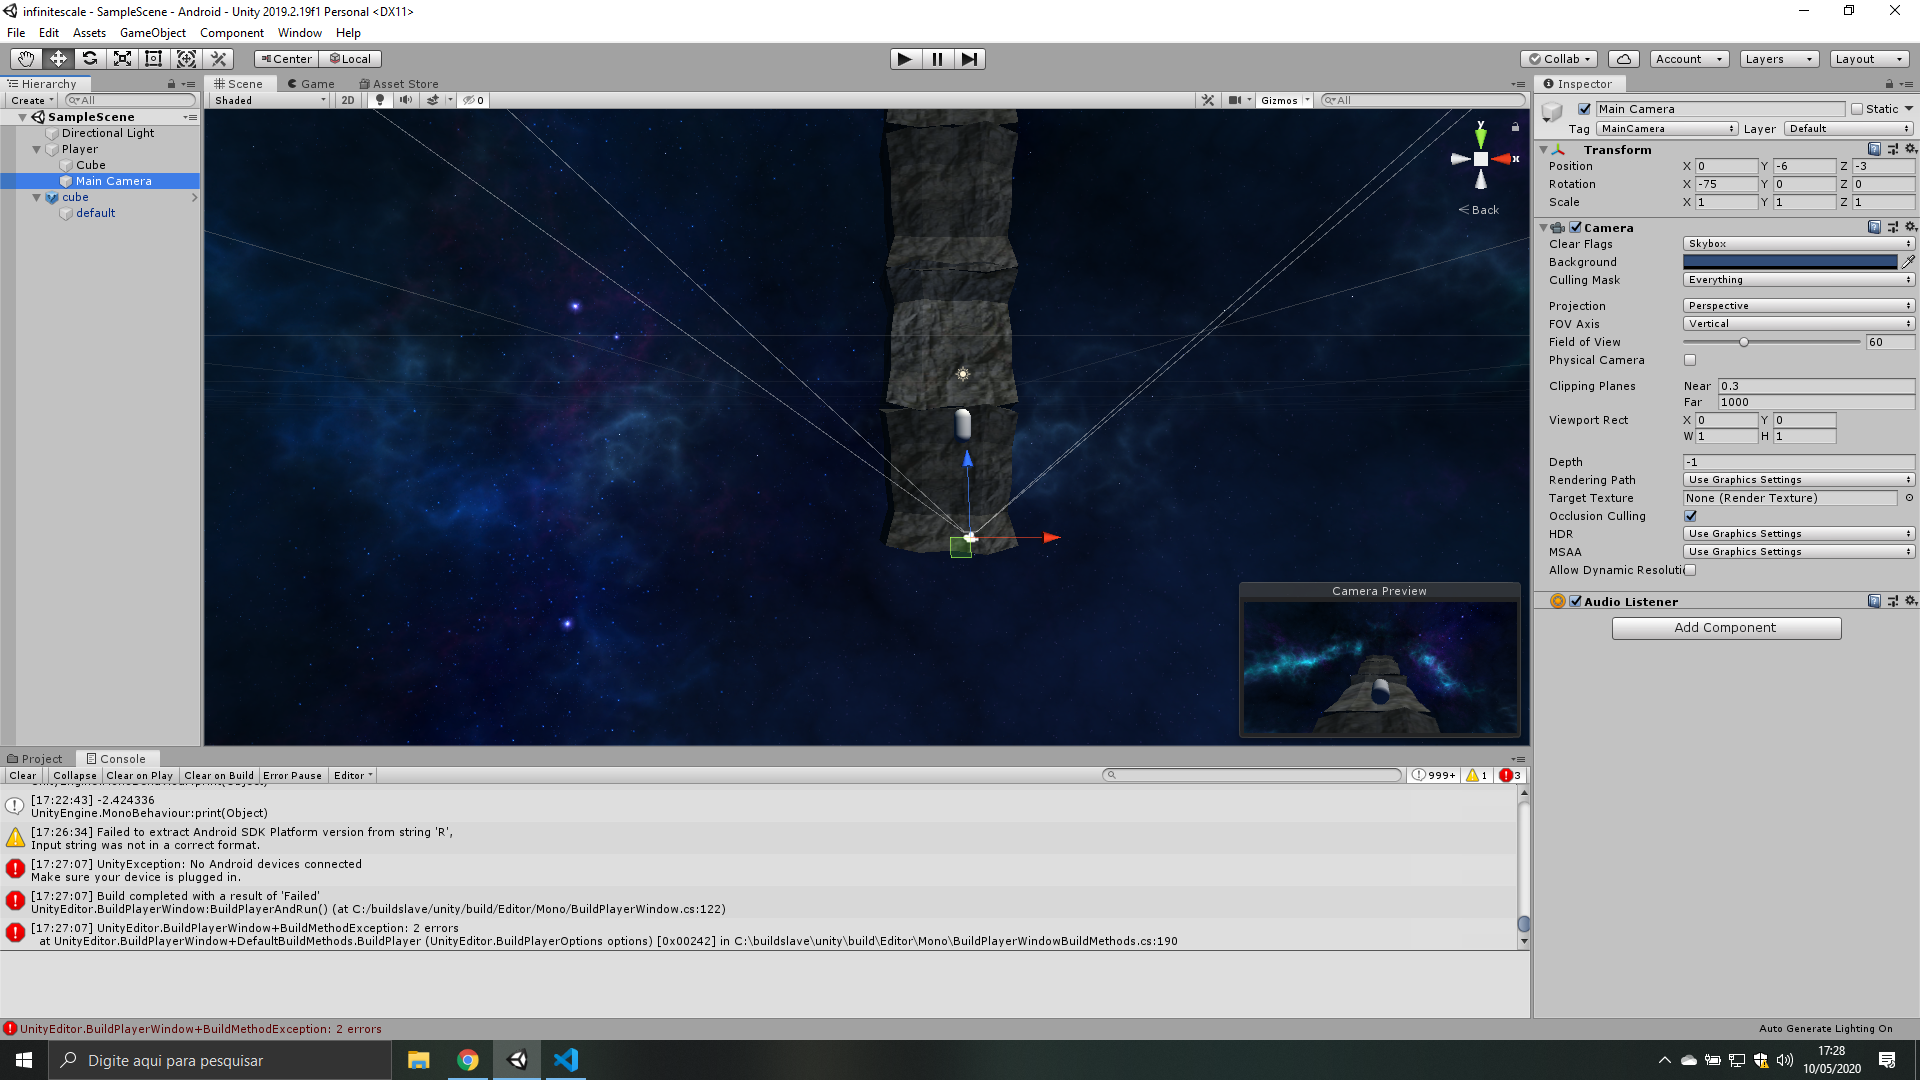 infinitescale - SampleScene - Android - Unity 2019.2.19f1 Personal <DX11>
File Edit Assets GameObject Component Window Help
Center Local
Collab Account Layers Layout
Hierarchy
Create All
SampleScene
Directional Light
Player
Cube
Main Camera
cube
default
Scene Game Asset Store
Shaded 2D 0 Gizmos All
y
x
Back
Camera Preview
Inspector
Main Camera Static
Tag MainCamera Layer Default
Transform
Position X 0 Y -6 Z -3
Rotation X -75 Y 0 Z 0
Scale X 1 Y 1 Z 1
Camera
Clear Flags Skybox
Background
Culling Mask Everything
Projection Perspective
FOV Axis Vertical
Field of View 60
Physical Camera
Clipping Planes Near 0.3
Far 1000
Viewport Rect X 0 Y 0
W 1 H 1
Depth -1
Rendering Path Use Graphics Settings
Target Texture None (Render Texture)
Occlusion Culling
HDR Use Graphics Settings
MSAA Use Graphics Settings
Allow Dynamic Resoluti
Audio Listener
Add Component
Project Console
Clear Collapse Clear on Play Clear on Build Error Pause Editor 999+ 1 3
UnityEngine.MonoBehaviour:print(Object)
[17:22:43] -2.424336
UnityEngine.MonoBehaviour:print(Object)
[17:26:34] Failed to extract Android SDK Platform version from string 'R',
Input string was not in a correct format.
[17:27:07] UnityException: No Android devices connected
Make sure your device is plugged in.
[17:27:07] Build completed with a result of 'Failed'
UnityEditor.BuildPlayerWindow:BuildPlayerAndRun() (at C:/buildslave/unity/build/Editor/Mono/BuildPlayerWindow.cs:122)
[17:27:07] UnityEditor.BuildPlayerWindow+BuildMethodException: 2 errors
at UnityEditor.BuildPlayerWindow+DefaultBuildMethods.BuildPlayer (UnityEditor.BuildPlayerOptions options) [0x00242] in C:\buildslave\unity\build\Editor\Mono\BuildPlayerWindowBuildMethods.cs:190
UnityEditor.BuildPlayerWindow+BuildMethodException: 2 errors
Auto Generate Lighting On
Digite aqui para pesquisar
17:28
10/05/2020